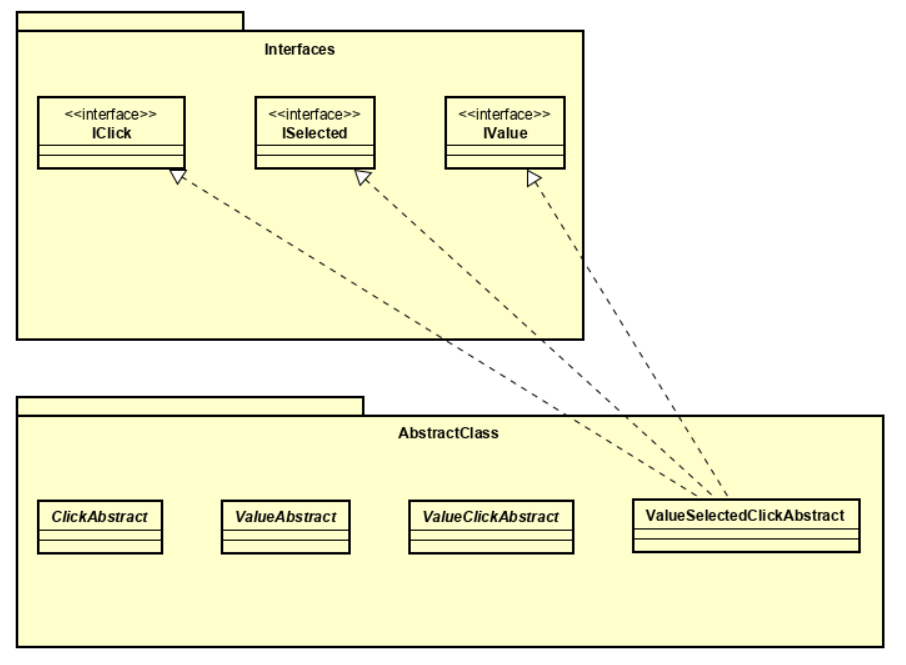 Interfaces
<<interface>>
IClick
<<interface>>
ISelected
<<interface>>
IValue
AbstractClass
ClickAbstract
ValueAbstract
ValueClickAbstract
ValueSelectedClickAbstract